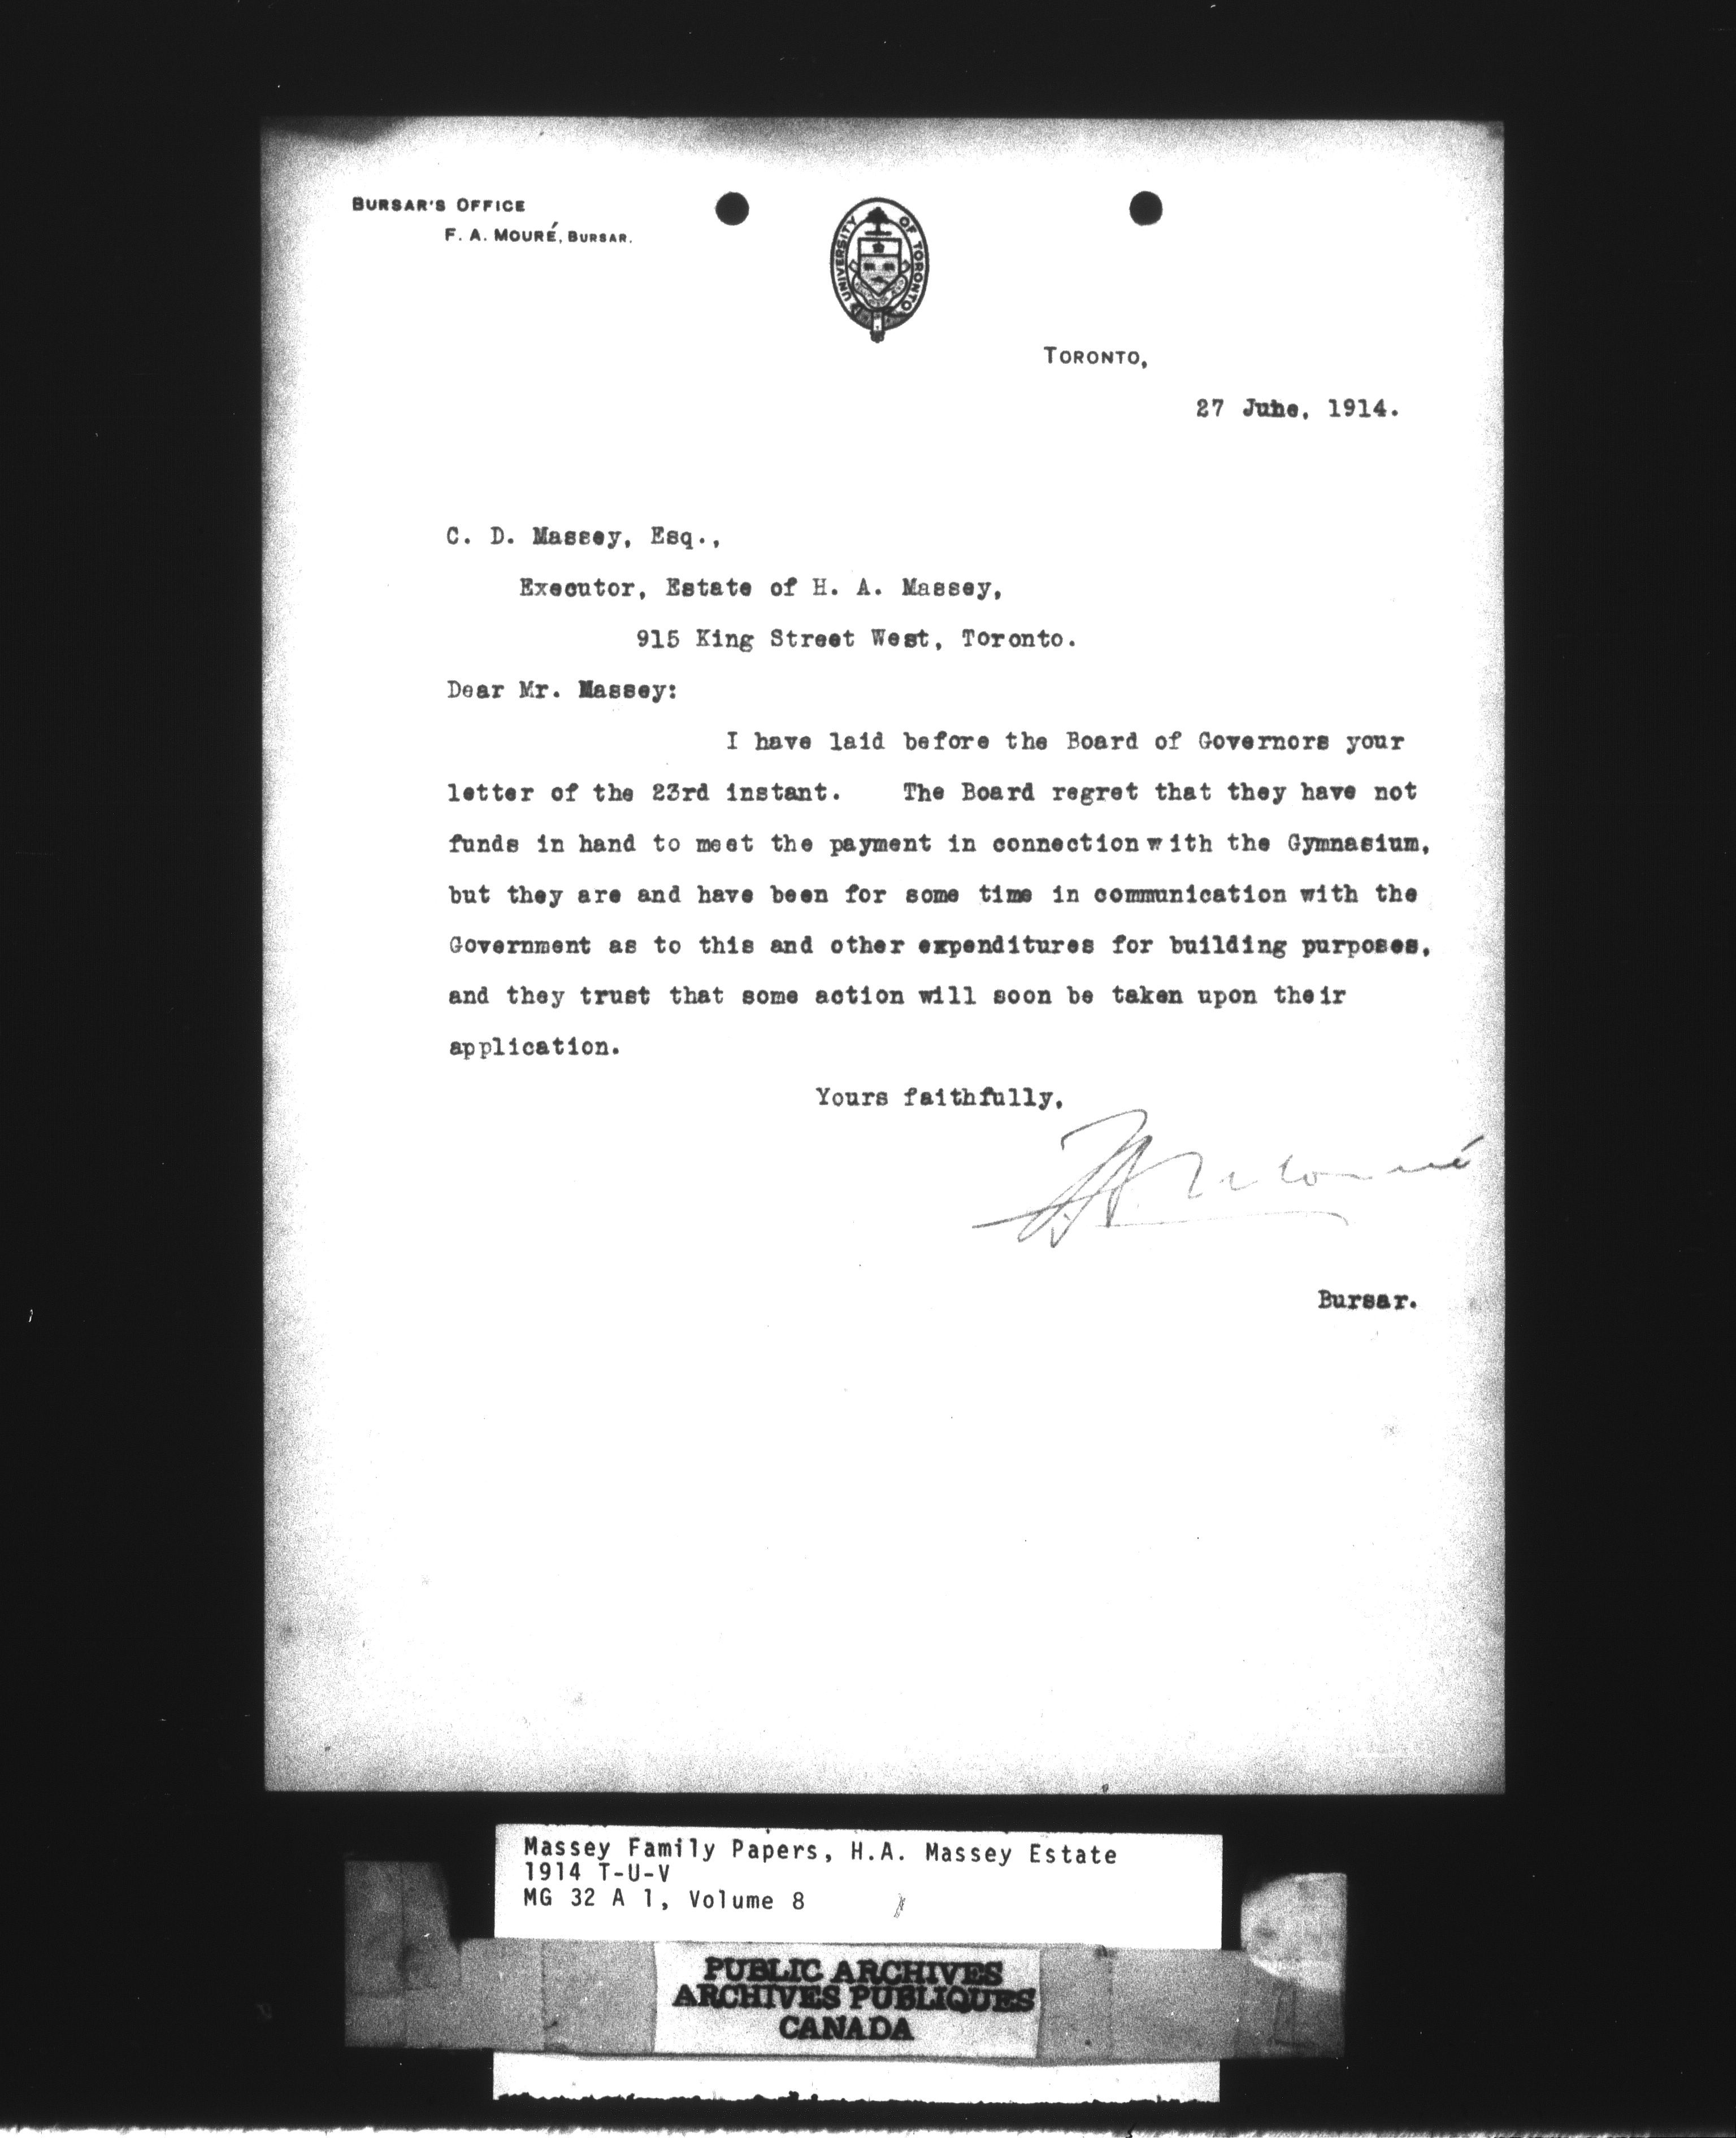 BURSAR'S OFFICE
F. A. MOURÉ, BURSAR.
UNIVERSITY OF TORONTO
TORONTO,
27 June, 1914.
C. D. Massey, Esq.,
Executor, Estate of H. A. Massey,
915 King Street West, Toronto.
Dear Mr. Massey:
I have laid before the Board of Governors your
letter of the 23rd instant. The Board regret that they have not
funds in hand to meet the payment in connection with the Gymnasium,
but they are and have been for some time in communication with the
Government as to this and other expenditures for building purposes,
and they trust that some action will soon be taken upon their
application.
Yours faithfully,
F A Mouré
Bursar.
Massey Family Papers, H.A. Massey Estate
1914 T-U-V
MG 32 A 1, Volume 8
PUBLIC ARCHIVES
ARCHIVES PUBLIQUES
CANADA